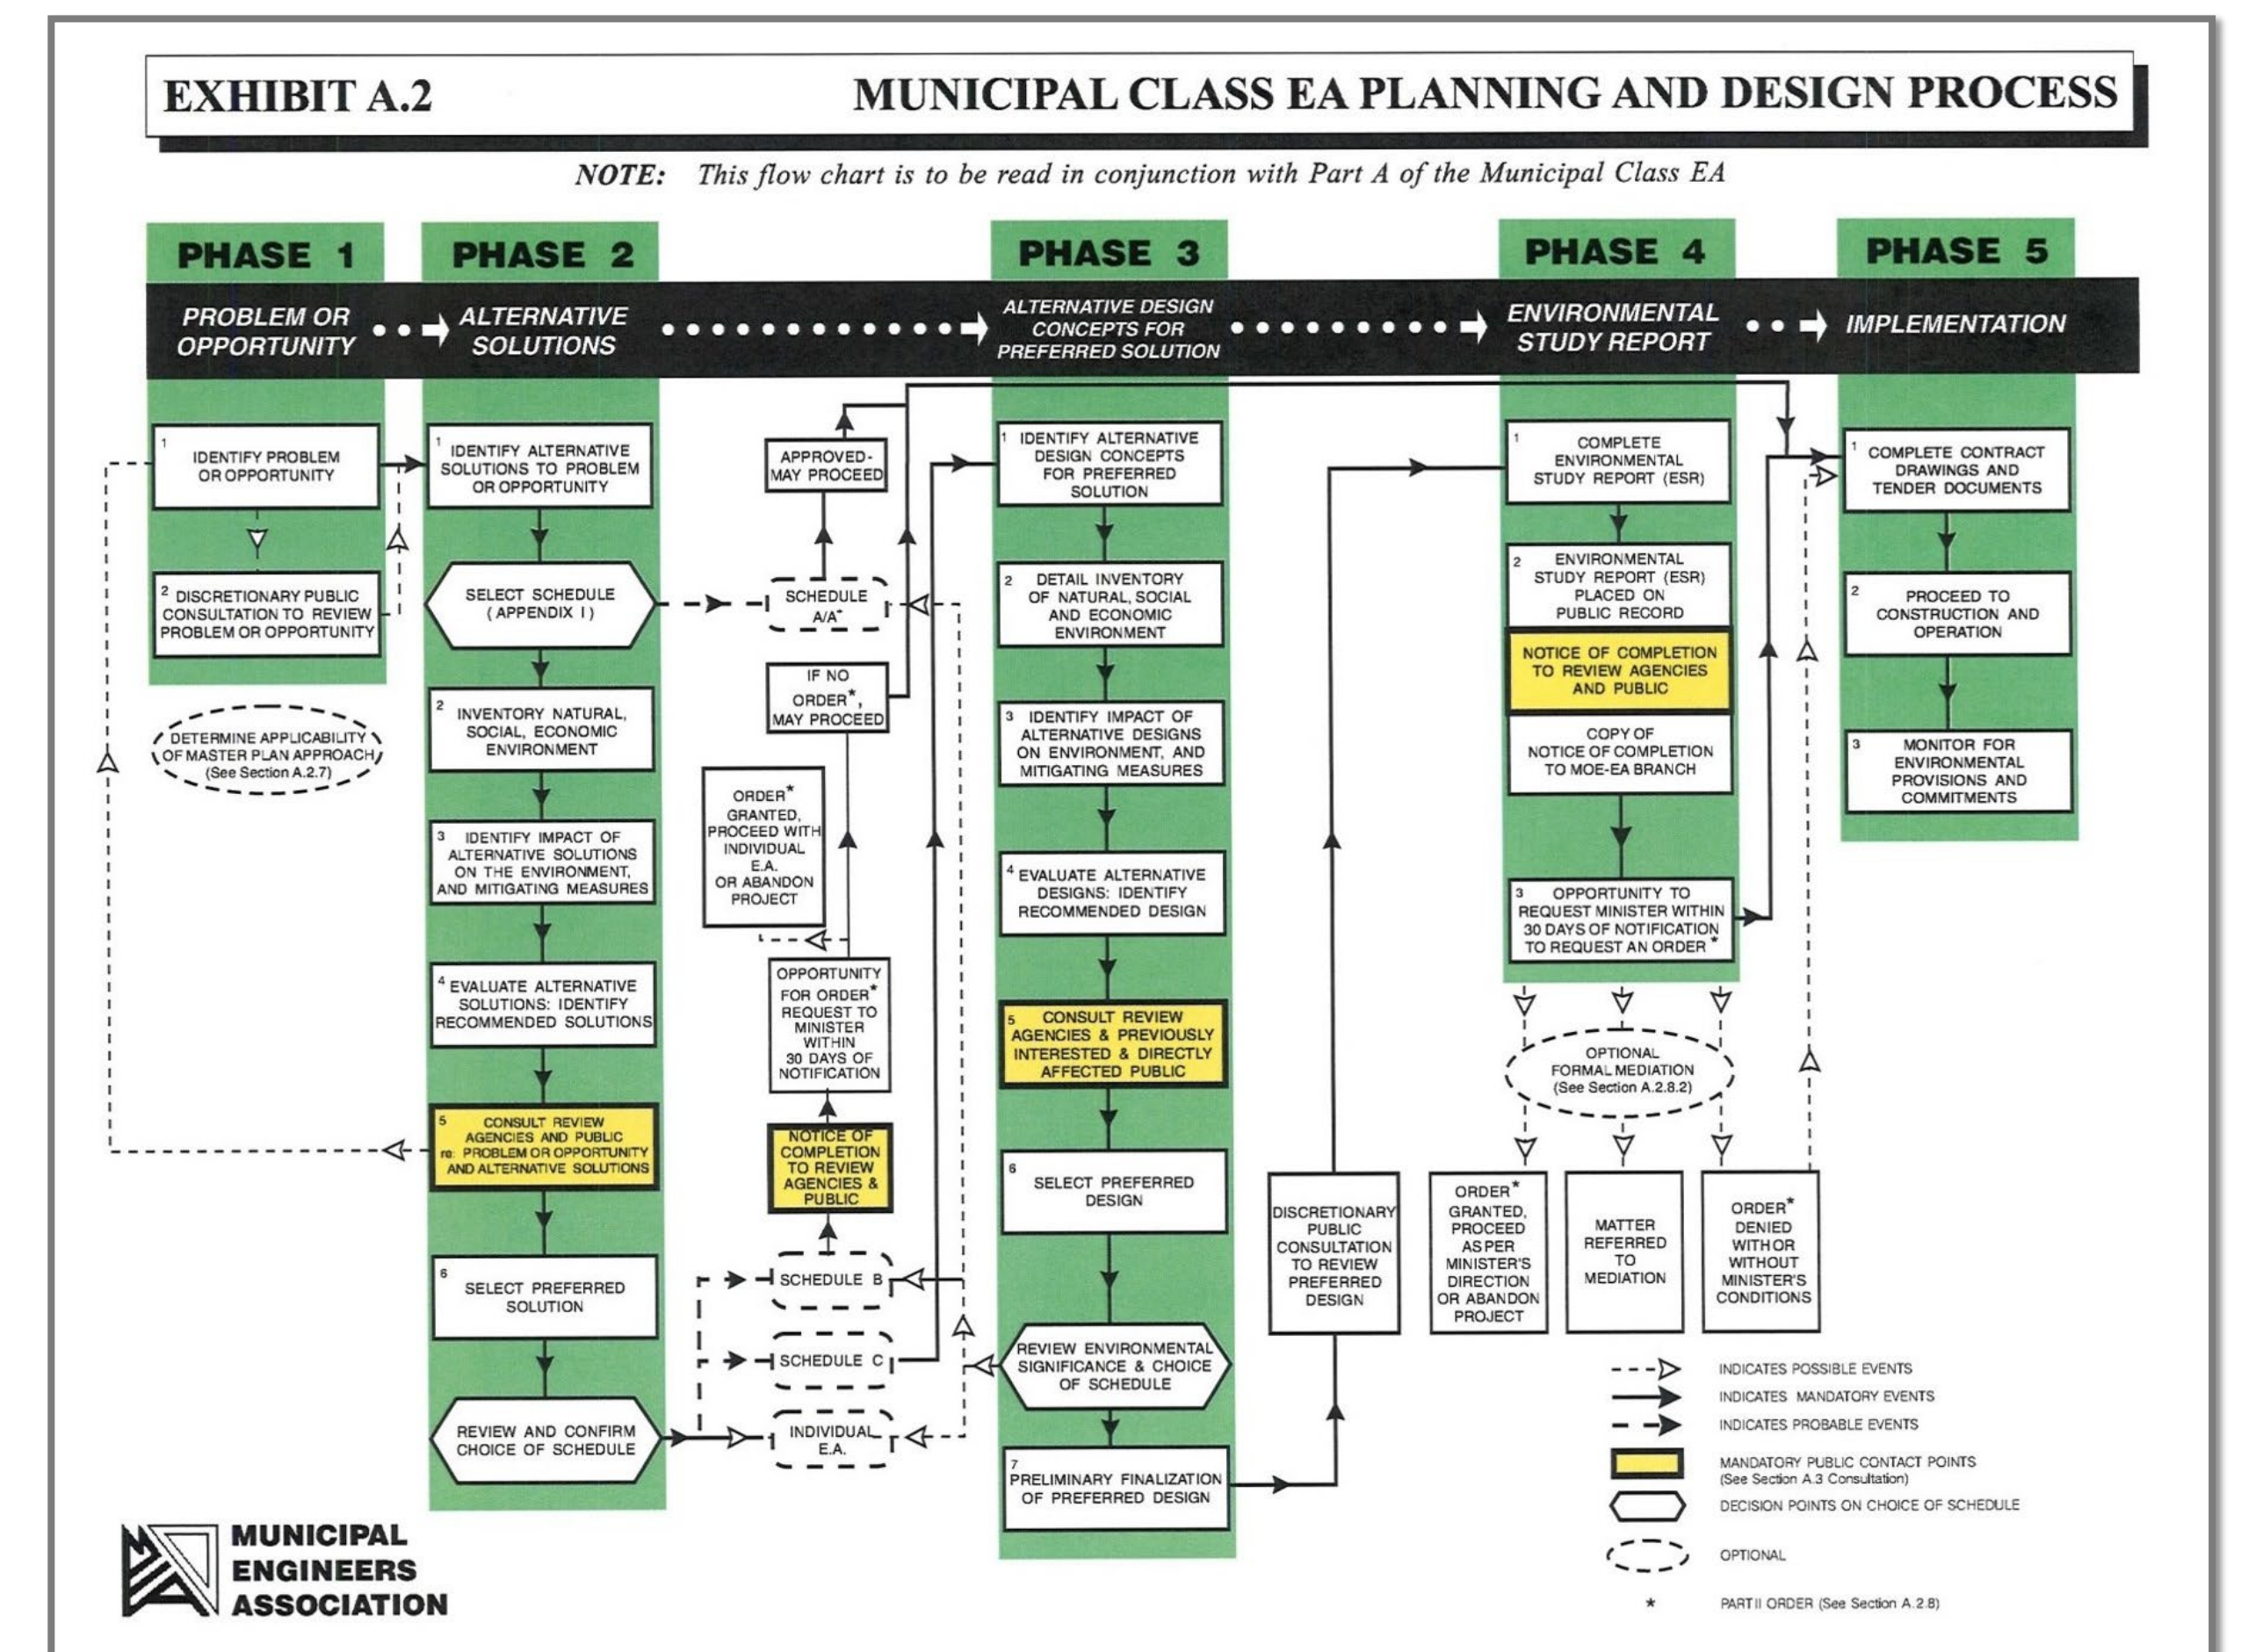 EXHIBIT A.2
MUNICIPAL CLASS EA PLANNING AND DESIGN PROCESS
NOTE: This flow chart is to be read in conjunction with Part A of the Municipal Class EA
PHASE 1
PROBLEM OR
OPPORTUNITY
1
IDENTIFY PROBLEM
OR OPPORTUNITY
2 DISCRETIONARY PUBLIC
CONSULTATION TO REVIEW
PROBLEM OR OPPORTUNITY
DETERMINE APPLICABILITY
OF MASTER PLAN APPROACH
(See Section A.2.7)
PHASE 2
ALTERNATIVE
SOLUTIONS
1
IDENTIFY ALTERNATIVE
SOLUTIONS TO PROBLEM
OR OPPORTUNITY
SELECT SCHEDULE
( APPENDIX I )
2
INVENTORY NATURAL,
SOCIAL, ECONOMIC
ENVIRONMENT
3 IDENTIFY IMPACT OF
ALTERNATIVE SOLUTIONS
ON THE ENVIRONMENT,
AND MITIGATING MEASURES
4 EVALUATE ALTERNATIVE
SOLUTIONS: IDENTIFY
RECOMMENDED SOLUTIONS
5 CONSULT REVIEW
AGENCIES AND PUBLIC
re: PROBLEM OR OPPORTUNITY
AND ALTERNATIVE SOLUTIONS
6
SELECT PREFERRED
SOLUTION
REVIEW AND CONFIRM
CHOICE OF SCHEDULE
APPROVED-
MAY PROCEED
SCHEDULE
A/A+
IF NO
ORDER*,
MAY PROCEED
ORDER*
GRANTED,
PROCEED WITH
INDIVIDUAL
E.A.
OR ABANDON
PROJECT
OPPORTUNITY
FOR ORDER*
REQUEST TO
MINISTER
WITHIN
30 DAYS OF
NOTIFICATION
NOTICE OF
COMPLETION
TO REVIEW
AGENCIES &
PUBLIC
SCHEDULE B
SCHEDULE C
INDIVIDUAL
E.A.
PHASE 3
ALTERNATIVE DESIGN
CONCEPTS FOR
PREFERRED SOLUTION
1 IDENTIFY ALTERNATIVE
DESIGN CONCEPTS
FOR PREFERRED
SOLUTION
2 DETAIL INVENTORY
OF NATURAL, SOCIAL
AND ECONOMIC
ENVIRONMENT
3 IDENTIFY IMPACT OF
ALTERNATIVE DESIGNS
ON ENVIRONMENT, AND
MITIGATING MEASURES
4 EVALUATE ALTERNATIVE
DESIGNS: IDENTIFY
RECOMMENDED DESIGN
5 CONSULT REVIEW
AGENCIES & PREVIOUSLY
INTERESTED & DIRECTLY
AFFECTED PUBLIC
6
SELECT PREFERRED
DESIGN
REVIEW ENVIRONMENTAL
SIGNIFICANCE & CHOICE
OF SCHEDULE
7
PRELIMINARY FINALIZATION
OF PREFERRED DESIGN
DISCRETIONARY
PUBLIC
CONSULTATION
TO REVIEW
PREFERRED
DESIGN
PHASE 4
ENVIRONMENTAL
STUDY REPORT
1 COMPLETE
ENVIRONMENTAL
STUDY REPORT (ESR)
2 ENVIRONMENTAL
STUDY REPORT (ESR)
PLACED ON
PUBLIC RECORD
NOTICE OF COMPLETION
TO REVIEW AGENCIES
AND PUBLIC
COPY OF
NOTICE OF COMPLETION
TO MOE-EA BRANCH
3 OPPORTUNITY TO
REQUEST MINISTER WITHIN
30 DAYS OF NOTIFICATION
TO REQUEST AN ORDER*
OPTIONAL
FORMAL MEDIATION
(See Section A.2.8.2)
ORDER*
GRANTED,
PROCEED
AS PER
MINISTER'S
DIRECTION
OR ABANDON
PROJECT
MATTER
REFERRED
TO
MEDIATION
ORDER*
DENIED
WITH OR
WITHOUT
MINISTER'S
CONDITIONS
PHASE 5
IMPLEMENTATION
1 COMPLETE CONTRACT
DRAWINGS AND
TENDER DOCUMENTS
2 PROCEED TO
CONSTRUCTION AND
OPERATION
3 MONITOR FOR
ENVIRONMENTAL
PROVISIONS AND
COMMITMENTS
INDICATES POSSIBLE EVENTS
INDICATES MANDATORY EVENTS
INDICATES PROBABLE EVENTS
MANDATORY PUBLIC CONTACT POINTS
(See Section A.3 Consultation)
DECISION POINTS ON CHOICE OF SCHEDULE
OPTIONAL
* PART II ORDER (See Section A.2.8)
MUNICIPAL
ENGINEERS
ASSOCIATION